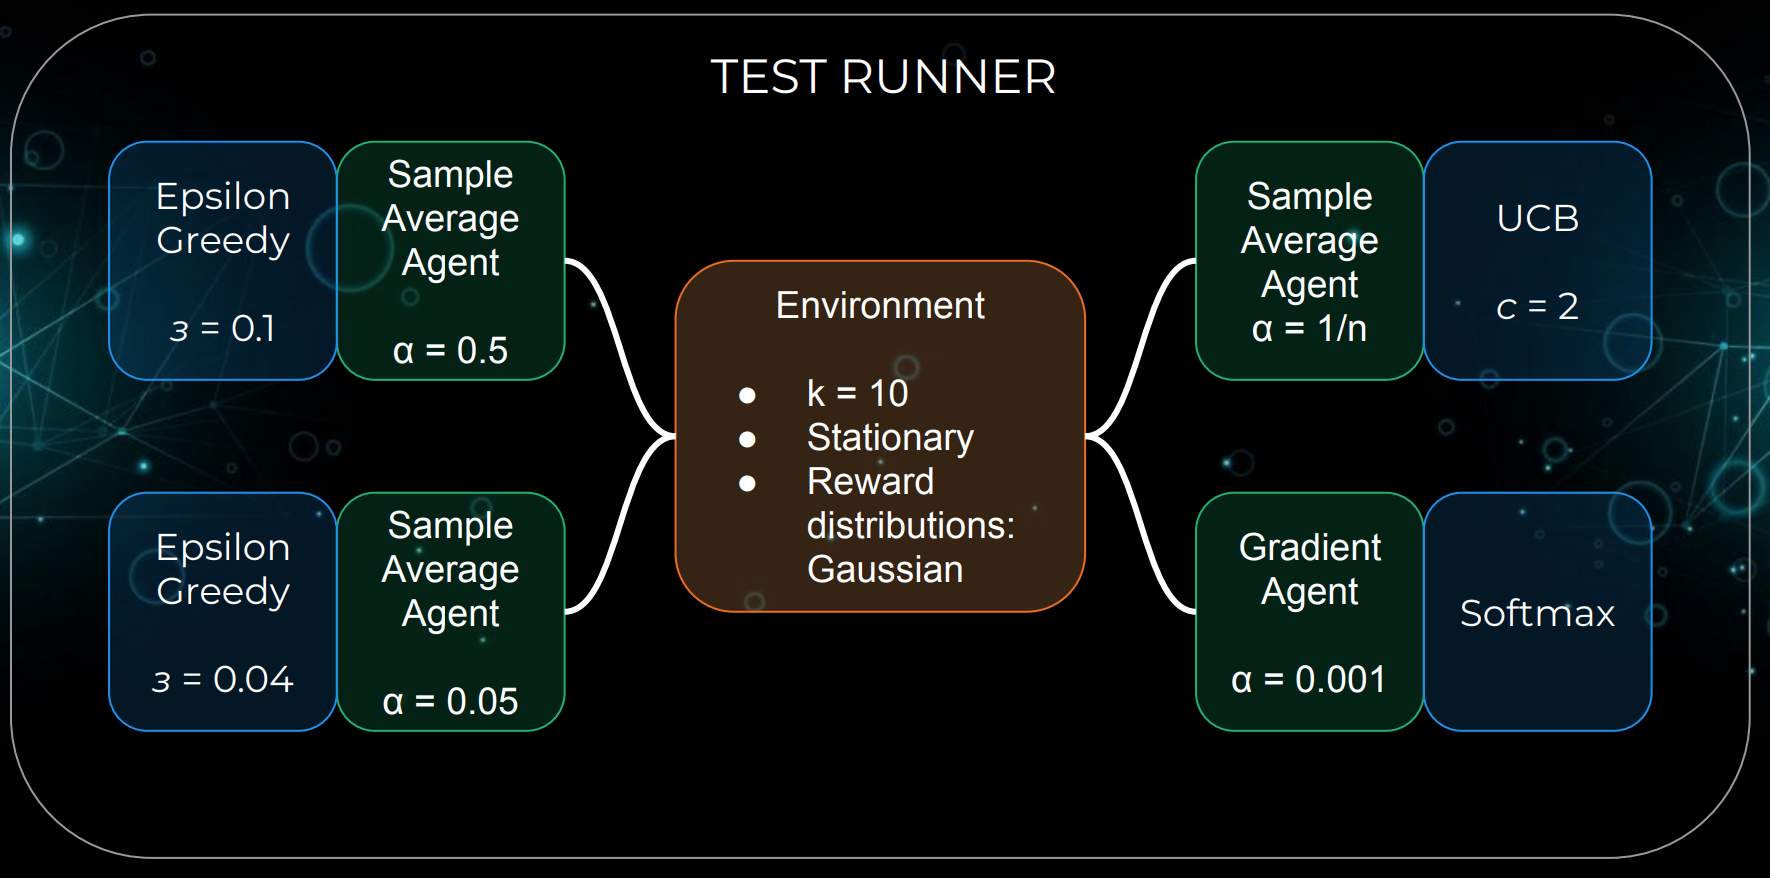 TEST RUNNER
Epsilon
Greedy
ɜ = 0.1
Sample
Average
Agent
α = 0.5
Epsilon
Greedy
ɜ = 0.04
Sample
Average
Agent
α = 0.05
Environment
● k = 10
● Stationary
● Reward
distributions:
Gaussian
Sample
Average
Agent
α = 1/n
UCB
c = 2
Gradient
Agent
α = 0.001
Softmax